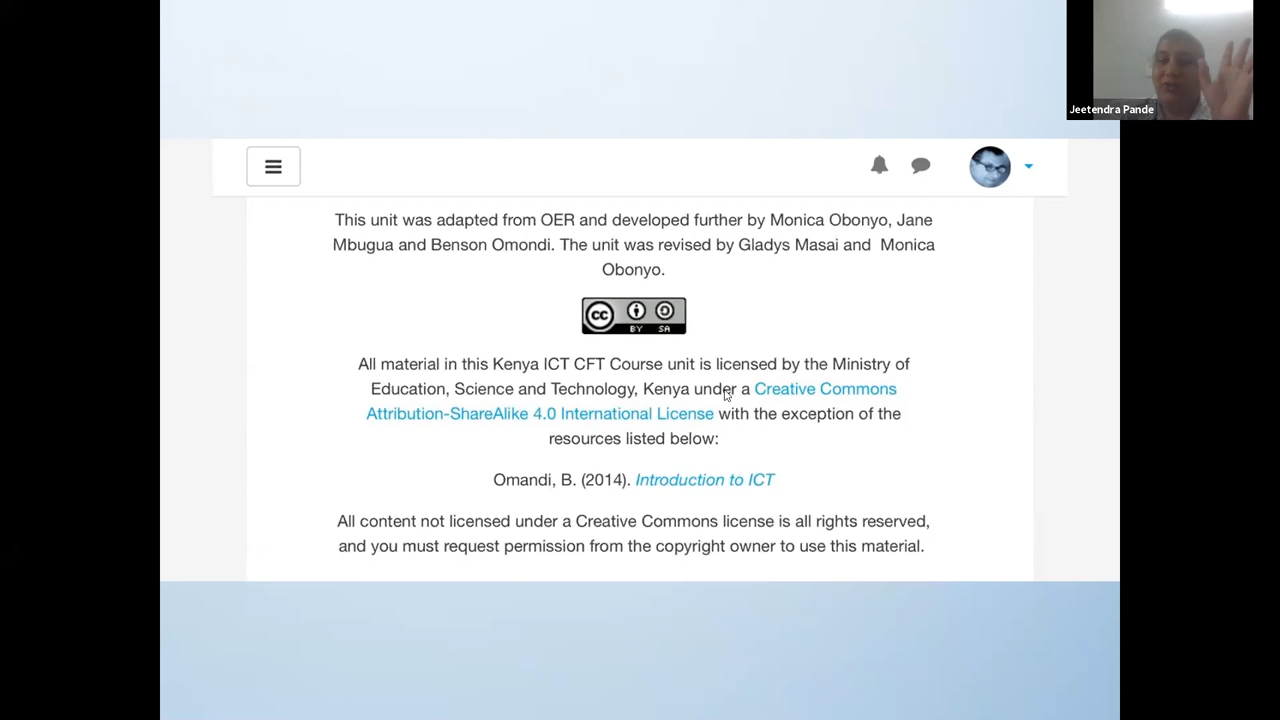 Jeetendra Pande
This unit was adapted from OER and developed further by Monica Obonyo, Jane
Mbugua and Benson Omondi. The unit was revised by Gladys Masai and Monica
Obonyo.
cc BY SA
All material in this Kenya ICT CFT Course unit is licensed by the Ministry of
Education, Science and Technology, Kenya under a Creative Commons
Attribution-ShareAlike 4.0 International License with the exception of the
resources listed below:
Omandi, B. (2014). Introduction to ICT
All content not licensed under a Creative Commons license is all rights reserved,
and you must request permission from the copyright owner to use this material.